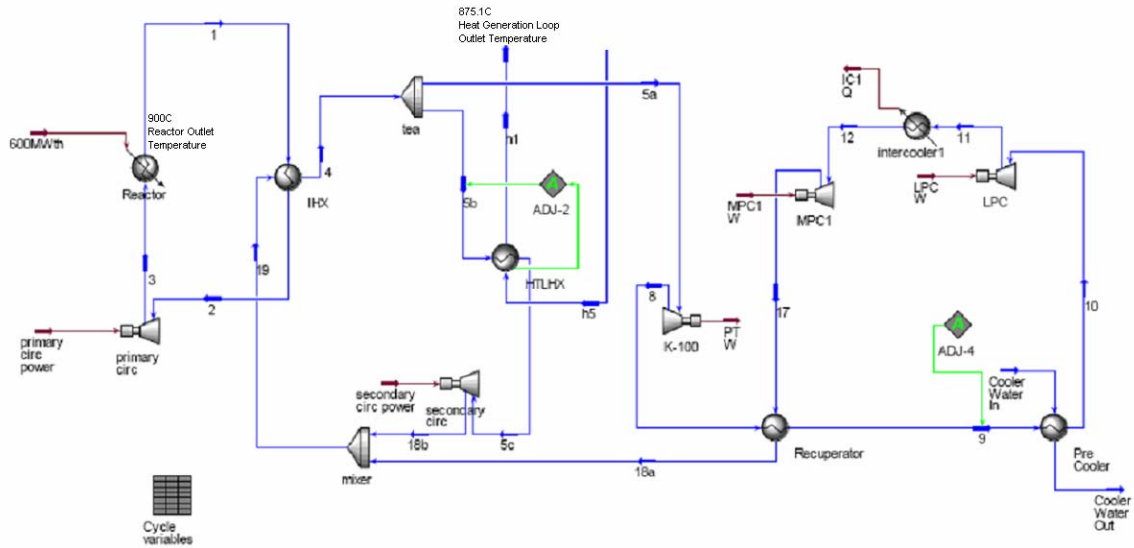 875.1C
Heat Generation Loop
Outlet Temperature
1
5a
IC1
Q
900C
Reactor Outlet
Temperature
600MWth
tea
h1
12
intercooler1
11
4
Reactor
IHX
5b
ADJ-2
MPC1
W
MPC1
LPC
W
LPC
3
19
2
HTLHX
h5
8
17
10
K-100
PT
W
ADJ-4
primary
circ
power
primary
circ
Cooler
Water
In
secondary
circ power
secondary
circ
18b
5c
9
mixer
18a
Recuperator
Pre
Cooler
Cooler
Water
Out
Cycle
variables
A
A